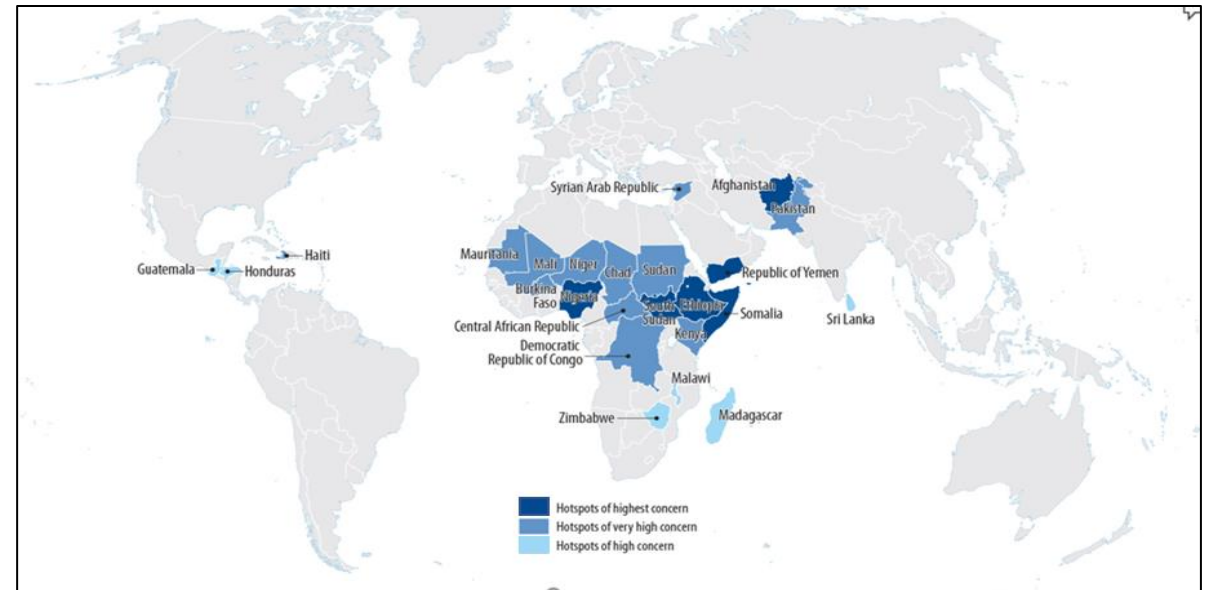 Syrian Arab Republic
Afghanistan
Pakistan
Haiti
Guatemala
Honduras
Mauritania
Mali
Niger
Chad
Sudan
Republic of Yemen
Burkina
Faso
Nigeria
South
Sudan
Ethiopia
Somalia
Sri Lanka
Central African Republic
Kenya
Democratic
Republic of Congo
Malawi
Zimbabwe
Madagascar
Hotspots of highest concern
Hotspots of very high concern
Hotspots of high concern